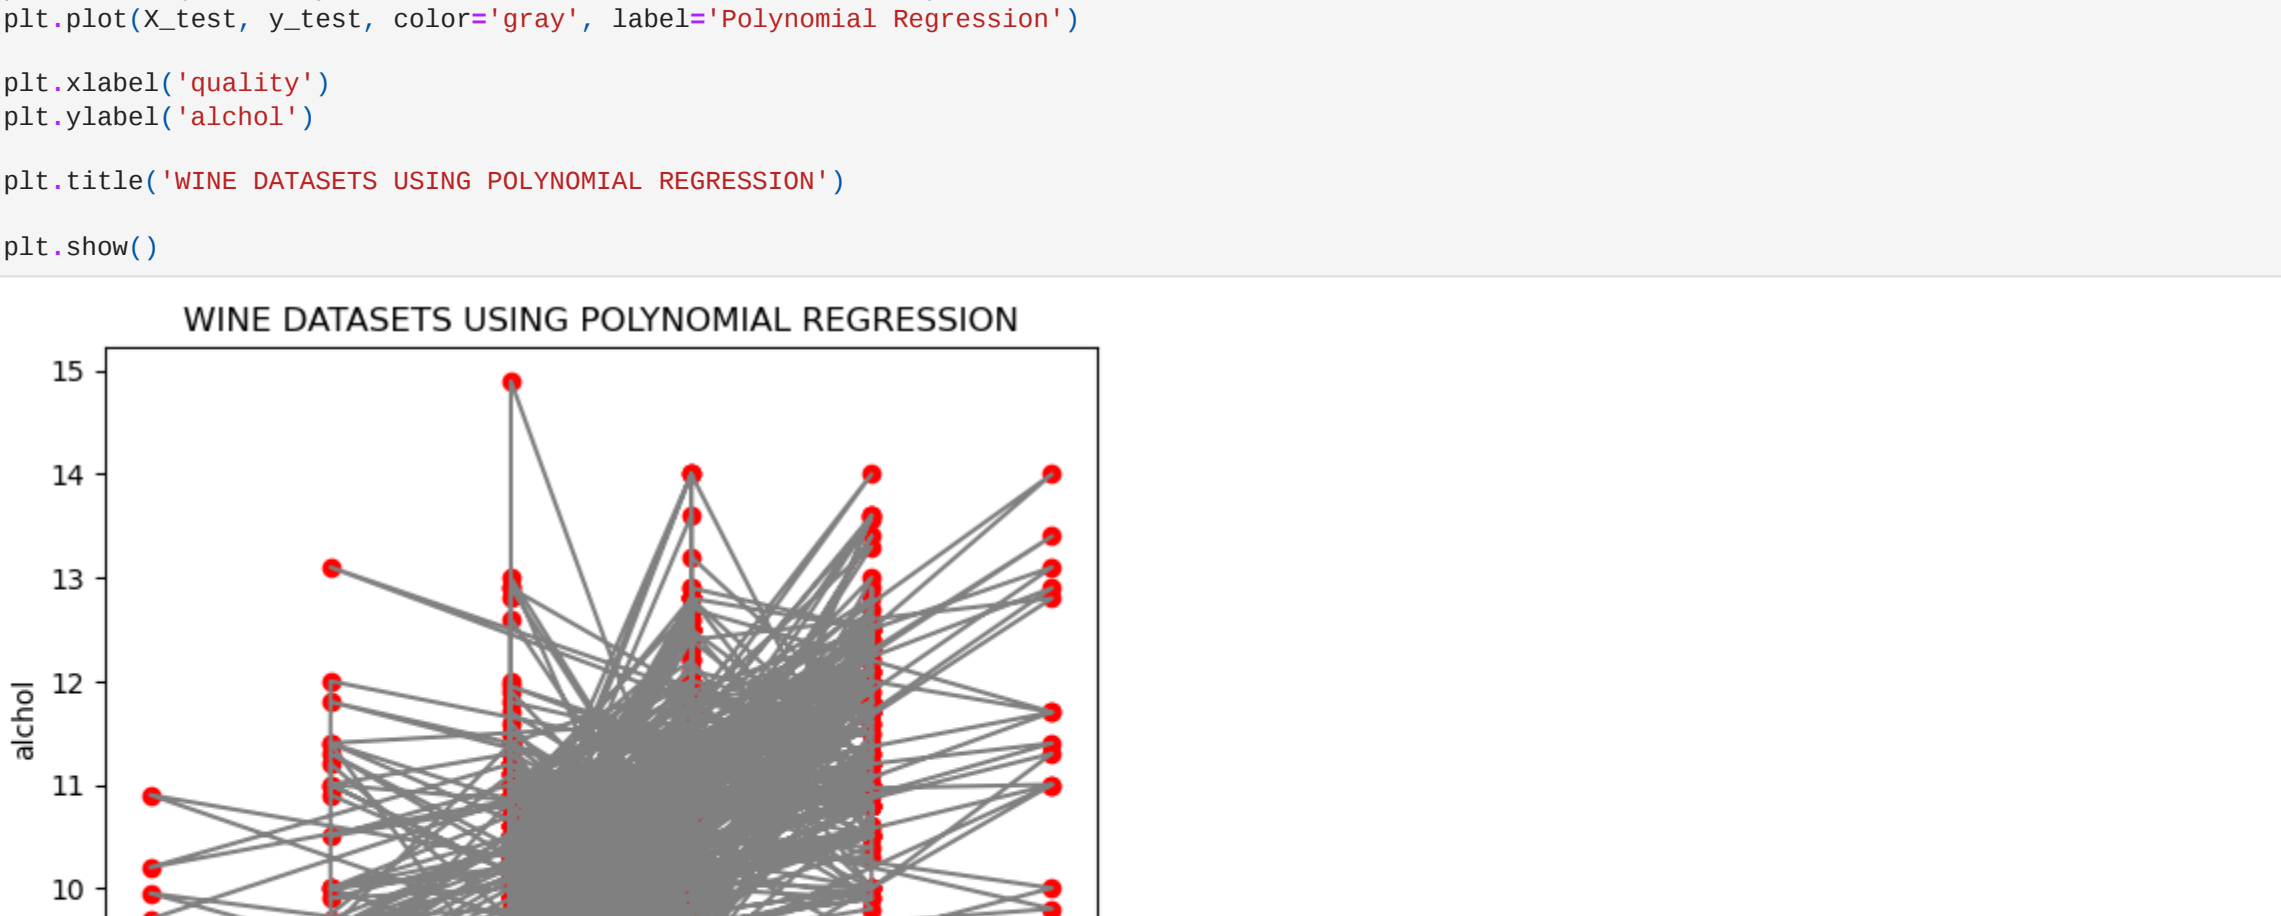 plt.plot(X_test, y_test, color='gray', label='Polynomial Regression')
plt.xlabel('quality')
plt.ylabel('alchol')
plt.title('WINE DATASETS USING POLYNOMIAL REGRESSION')
plt.show()
WINE DATASETS USING POLYNOMIAL REGRESSION
15
14
13
12
11
10
alchol